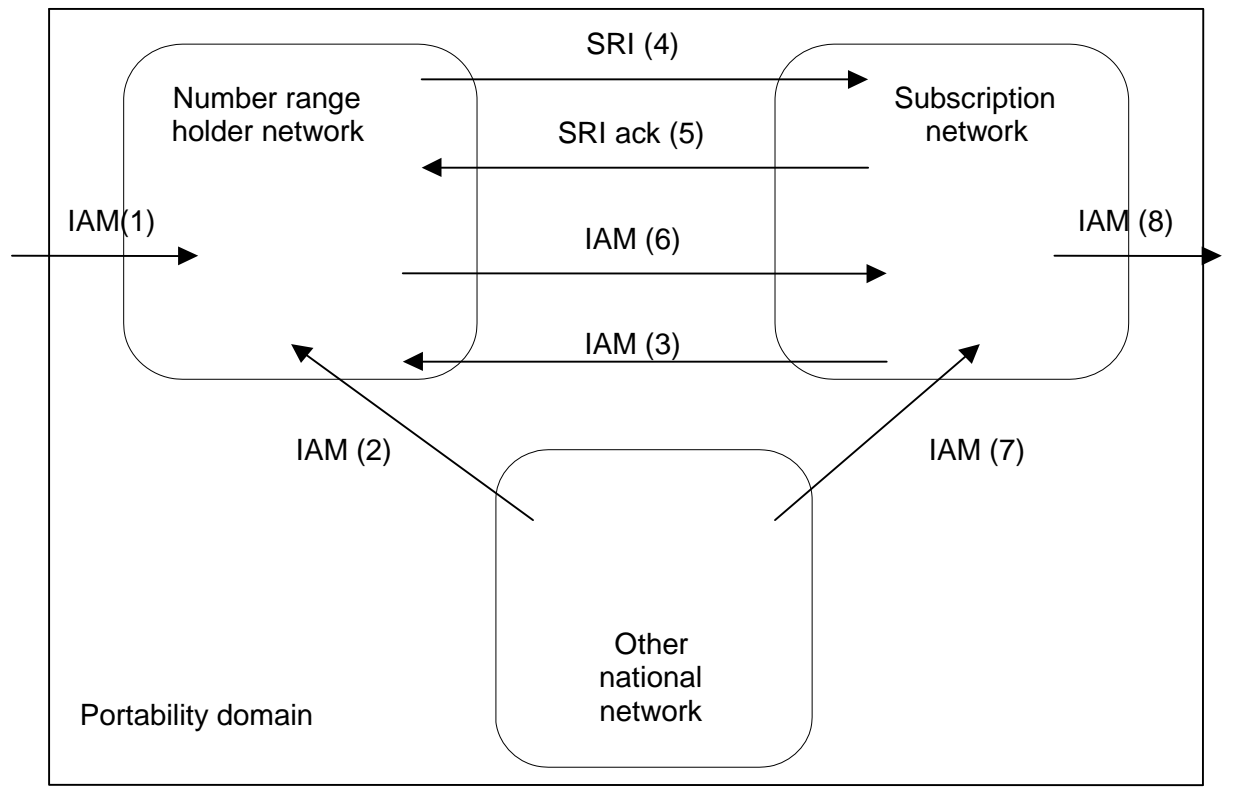 SRI (4)
Number range
holder network
Subscription
network
SRI ack (5)
IAM(1)
IAM (6)
IAM (8)
IAM (3)
IAM (2)
IAM (7)
Other
national
network
Portability domain